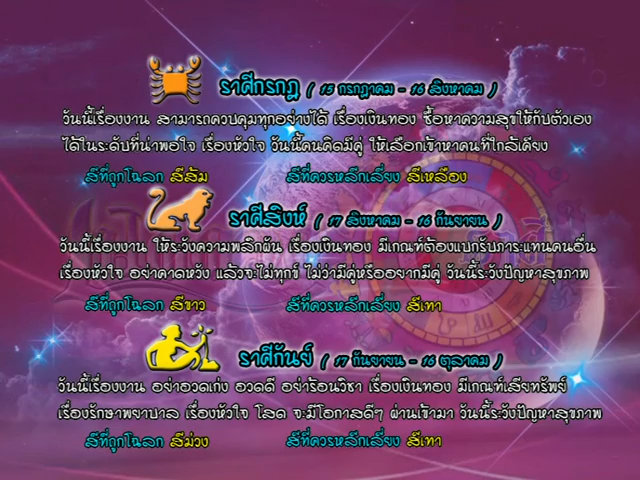 ราศีกรกฎ ( 15 กรกฎาคม - 16 สิงหาคม )
วันนี้เรื่องงาน สามารถควบคุมทุกอย่างได้ เรื่องเงินทอง ซื้อหาความสุขให้กับตัวเอง
ได้ในระดับที่น่าพอใจ เรื่องหัวใจ วันนี้คนคิดมีคู่ ให้เลือกเข้าหาคนที่ใกล้เคียง
สีที่ถูกโฉลก สีส้ม สีที่ควรหลีกเลี่ยง สีเหลือง
ราศีสิงห์ ( 17 สิงหาคม - 16 กันยายน )
วันนี้เรื่องงาน ให้ระวังความพลิกผัน เรื่องเงินทอง มีเกณฑ์ต้องแบกรับภาระแทนคนอื่น
เรื่องหัวใจ อย่าคาดหวัง แล้วจะไม่ทุกข์ ไม่ว่ามีคู่หรืออยากมีคู่ วันนี้ระวังปัญหาสุขภาพ
สีที่ถูกโฉลก สีขาว สีที่ควรหลีกเลี่ยง สีเทา
ราศีกันย์ ( 17 กันยายน - 16 ตุลาคม )
วันนี้เรื่องงาน อย่าอวดเก่ง อวดดี อย่าร้อนวิชา เรื่องเงินทอง มีเกณฑ์เสียทรัพย์
เรื่องรักษาพยาบาล เรื่องหัวใจ โสด จะมีโอกาสดีๆ ผ่านเข้ามา วันนี้ระวังปัญหาสุขภาพ
สีที่ถูกโฉลก สีม่วง สีที่ควรหลีกเลี่ยง สีเทา